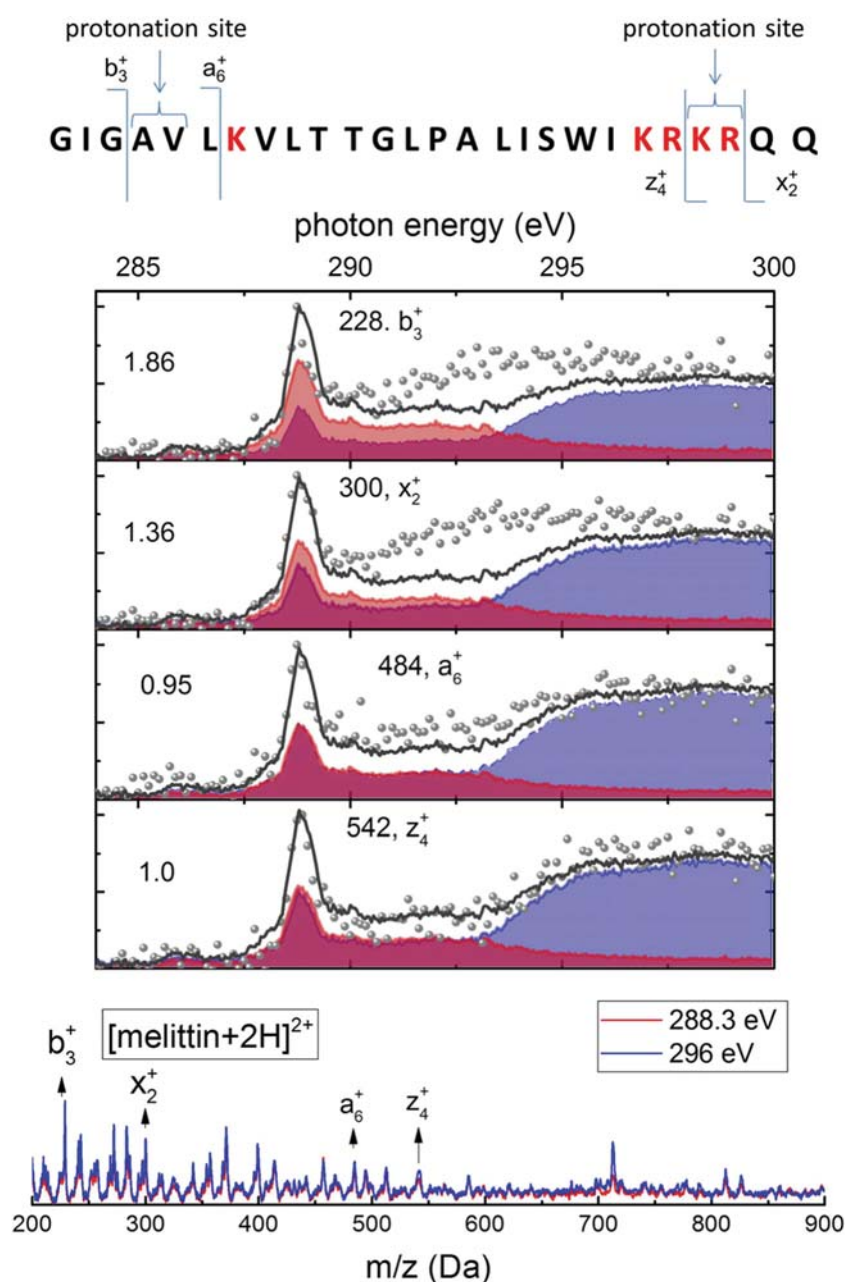 protonation site protonation site
b₃⁺ a₆⁺
G I G A V L K V L T T G L P A L I S W I K R K R Q Q
z₄⁺ x₂⁺
photon energy (eV)
285 290 295 300
1.86 228. b₃⁺
1.36 300, x₂⁺
0.95 484, a₆⁺
1.0 542, z₄⁺
[melittin+2H]²⁺
288.3 eV
296 eV
b₃⁺ x₂⁺ a₆⁺ z₄⁺
200 300 400 500 600 700 800 900
m/z (Da)